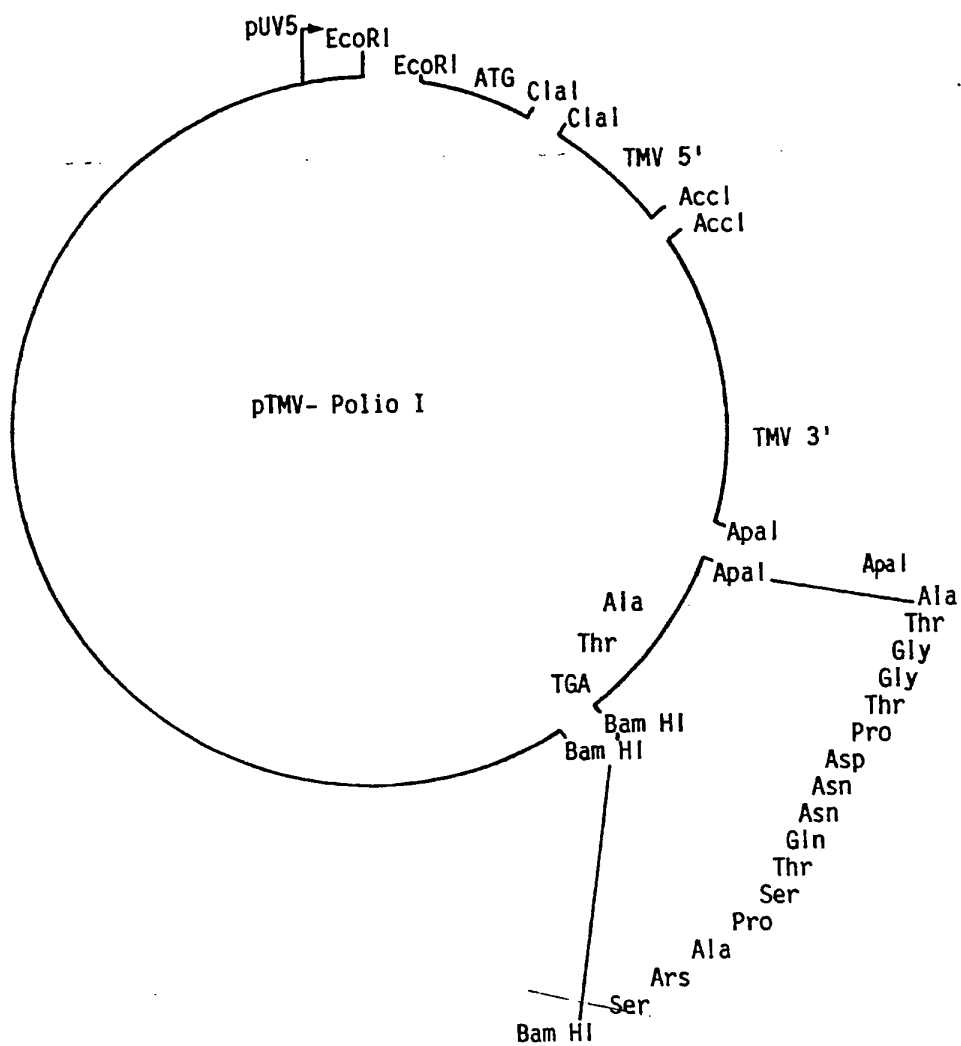 pUV5
EcoRI
EcoRI
ATG
ClaI
ClaI
TMV 5'
AccI
AccI
pTMV- Polio I
TMV 3'
ApaI
ApaI
ApaI
Ala
Ala
Thr
Thr
Gly
Gly
TGA
Thr
Bam HI
Pro
Bam HI
Asp
Asn
Asn
Gln
Thr
Ser
Pro
Ala
Ars
Ser
Bam HI